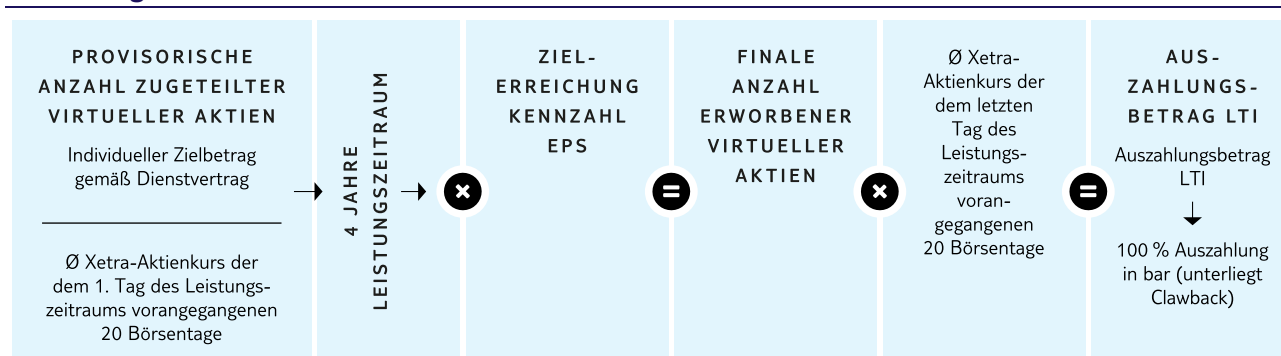 PROVISORISCHE
ANZAHL ZUGETEILTER
VIRTUELLER AKTIEN
Individueller Zielbetrag
gemäß Dienstvertrag
Ø Xetra-Aktienkurs der
dem 1. Tag des Leistungs-
zeitraums vorangegangenen
20 Börsentage
4 JAHRE
LEISTUNGSZEITRAUM
×
ZIEL-
ERREICHUNG
KENNZAHL
EPS
=
FINALE
ANZAHL
ERWORBENER
VIRTUELLER
AKTIEN
×
Ø Xetra-
Aktienkurs der
dem letzten
Tag des
Leistungs-
zeitraums
voran-
gegangenen
20 Börsentage
=
AUS-
ZAHLUNGS-
BETRAG LTI
Auszahlungsbetrag
LTI
100 % Auszahlung
in bar (unterliegt
Clawback)